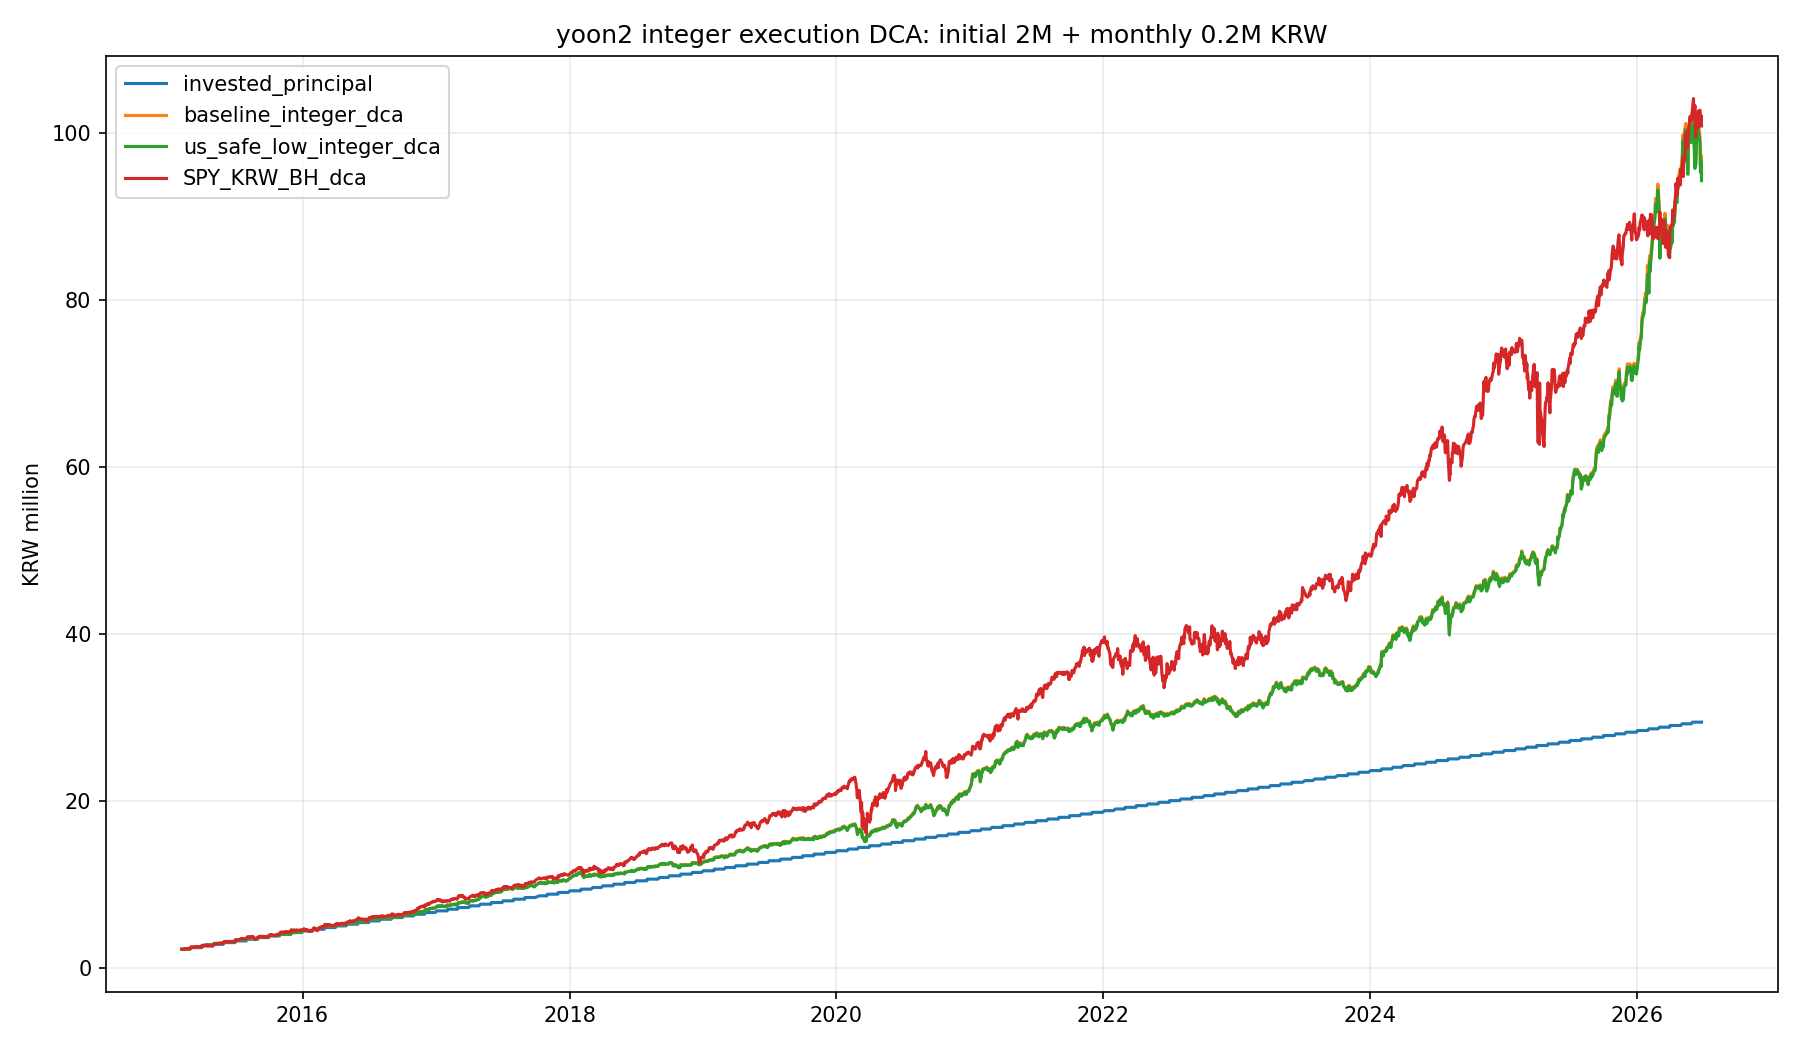 yoon2 integer execution DCA: initial 2M + monthly 0.2M KRW
invested_principal
baseline_integer_dca
us_safe_low_integer_dca
SPY_KRW_BH_dca
KRW million
100
80
60
40
20
0
2016
2018
2020
2022
2024
2026